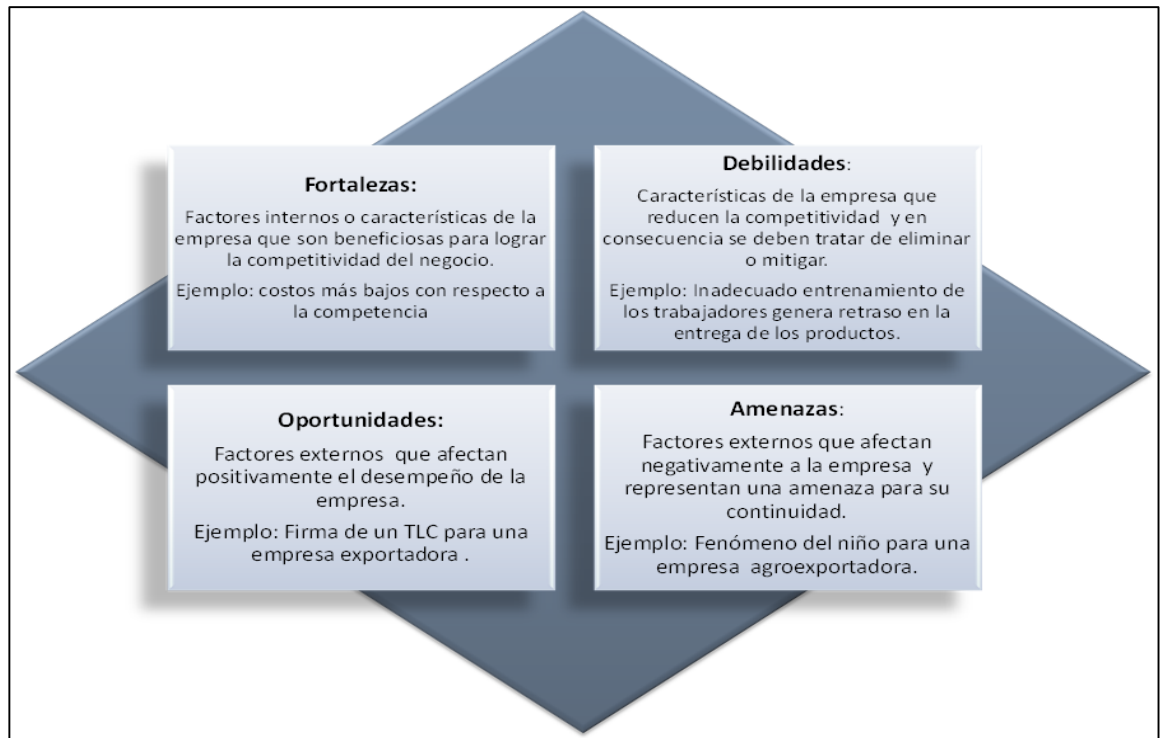 Fortalezas:
Factores internos o características de la
empresa que son beneficiosas para lograr
la competitividad del negocio.
Ejemplo: costos más bajos con respecto a
la competencia
Debilidades:
Características de la empresa que
reducen la competitividad y en
consecuencia se deben tratar de eliminar
o mitigar.
Ejemplo: Inadecuado entrenamiento de
los trabajadores genera retraso en la
entrega de los productos.
Oportunidades:
Factores externos que afectan
positivamente el desempeño de la
empresa.
Ejemplo: Firma de un TLC para una
empresa exportadora .
Amenazas:
Factores externos que afectan
negativamente a la empresa y
representan una amenaza para su
continuidad.
Ejemplo: Fenómeno del niño para una
empresa agroexportadora.